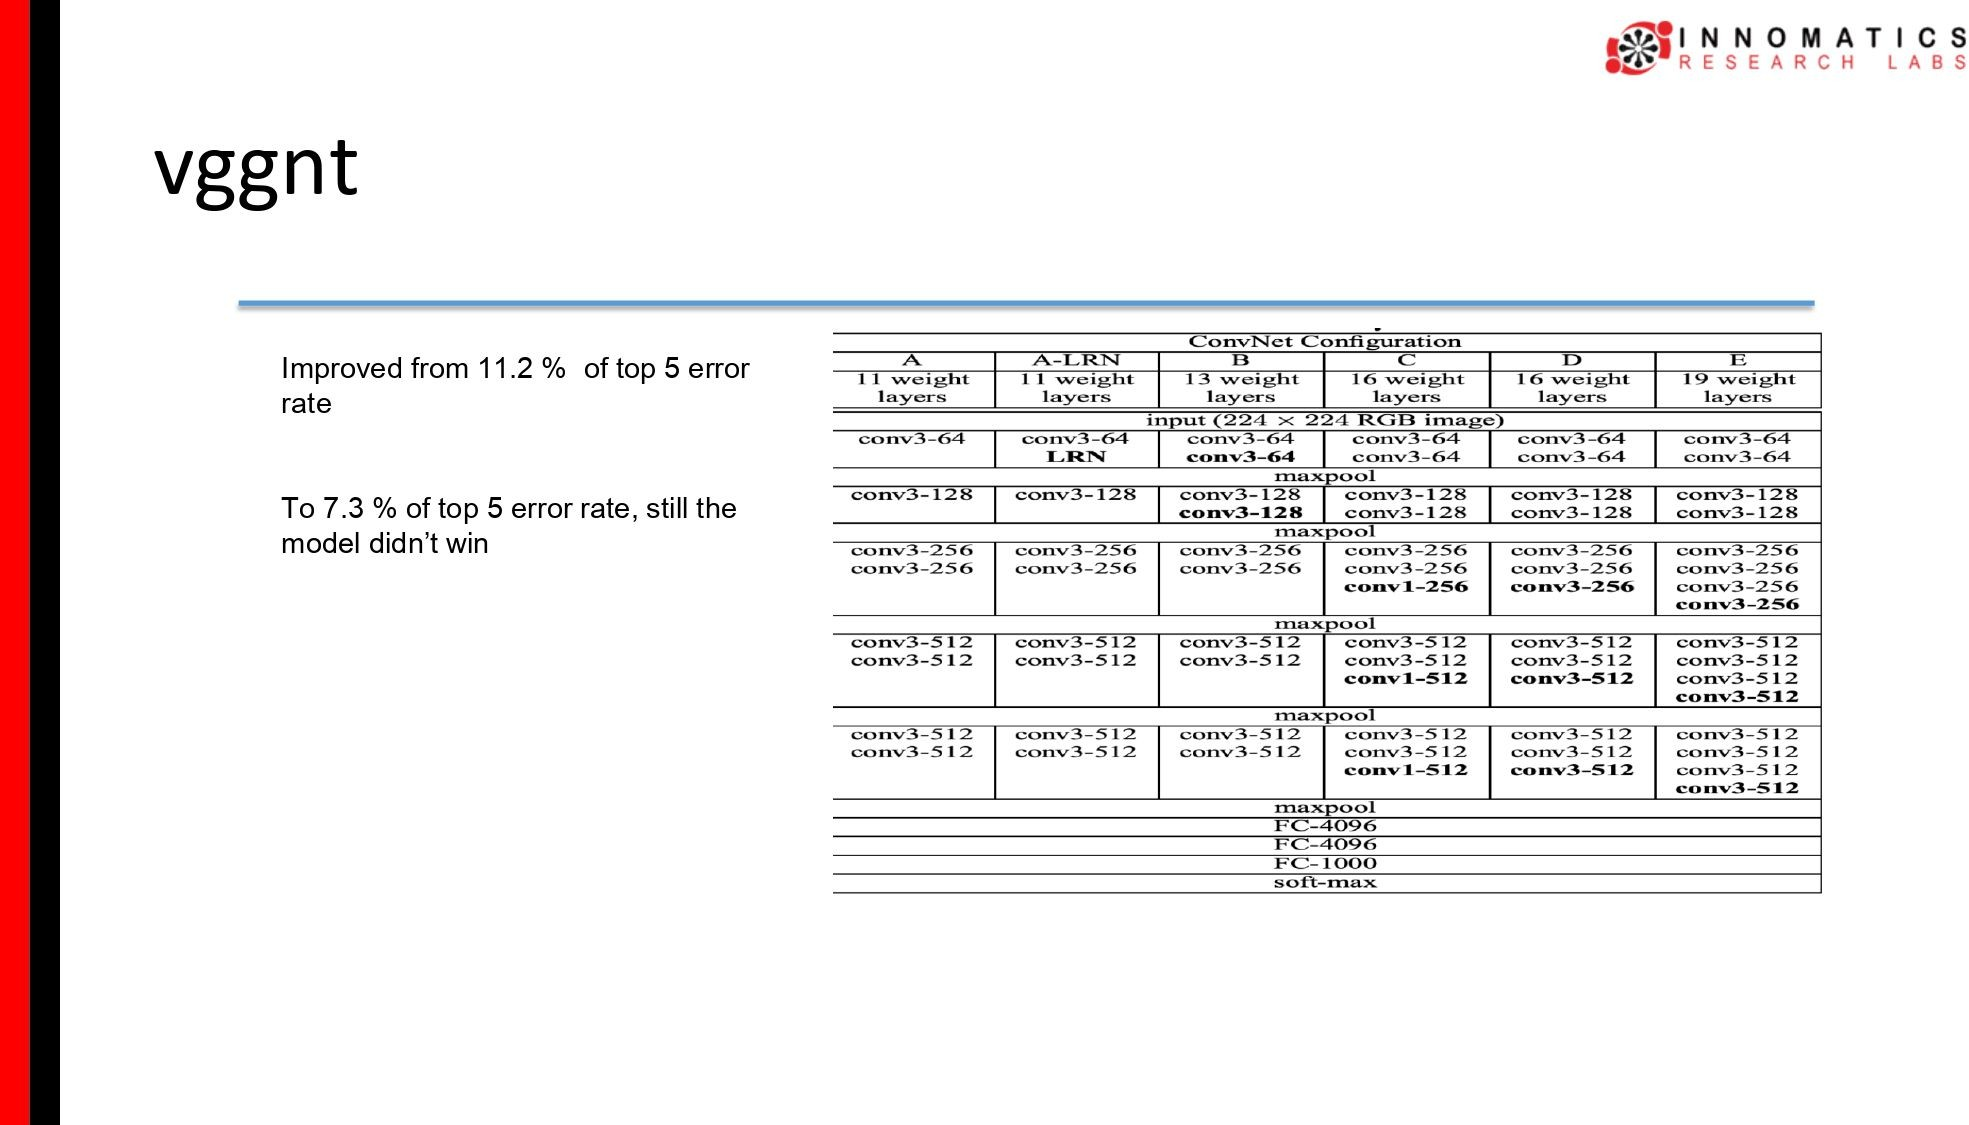 INNOMATICS
RESEARCH LABS
vggnt
Improved from 11.2 %  of top 5 error
rate
To 7.3 % of top 5 error rate, still the
model didn’t win
ConvNet Configuration
A A-LRN B C D E
11 weight 11 weight 13 weight 16 weight 16 weight 19 weight
layers layers layers layers layers layers
input (224 × 224 RGB image)
conv3-64 conv3-64 conv3-64 conv3-64 conv3-64 conv3-64
LRN conv3-64 conv3-64 conv3-64 conv3-64
maxpool
conv3-128 conv3-128 conv3-128 conv3-128 conv3-128 conv3-128
conv3-128 conv3-128 conv3-128 conv3-128
maxpool
conv3-256 conv3-256 conv3-256 conv3-256 conv3-256 conv3-256
conv3-256 conv3-256 conv3-256 conv3-256 conv3-256 conv3-256
conv1-256 conv3-256 conv3-256
conv3-256
maxpool
conv3-512 conv3-512 conv3-512 conv3-512 conv3-512 conv3-512
conv3-512 conv3-512 conv3-512 conv3-512 conv3-512 conv3-512
conv1-512 conv3-512 conv3-512
conv3-512
maxpool
conv3-512 conv3-512 conv3-512 conv3-512 conv3-512 conv3-512
conv3-512 conv3-512 conv3-512 conv3-512 conv3-512 conv3-512
conv1-512 conv3-512 conv3-512
conv3-512
maxpool
FC-4096
FC-4096
FC-1000
soft-max